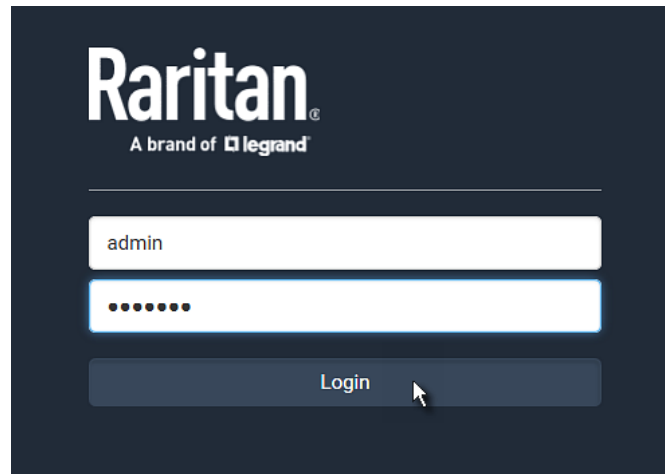 Raritan®
A brand of legrand®
admin
•••••••
Login